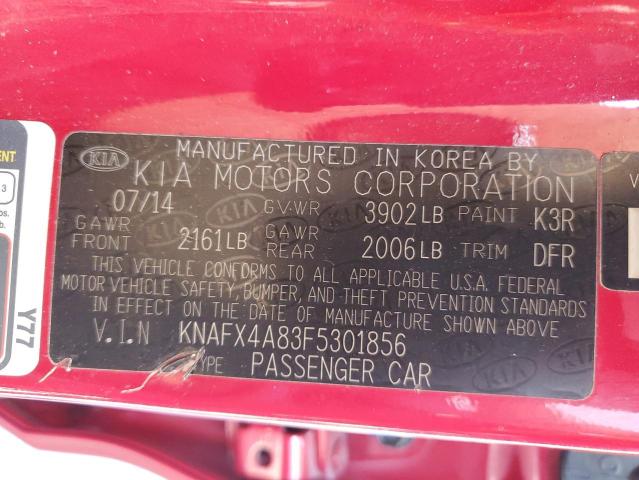 KIA
MANUFACTURED IN KOREA BY
KIA MOTORS CORPORATION
07/14 GVWR 3902LB PAINT K3R
GAWR FRONT 2161LB GAWR REAR 2006LB TRIM DFR
THIS VEHICLE CONFORMS TO ALL APPLICABLE U.S.A. FEDERAL
MOTOR VEHICLE SAFETY, BUMPER, AND THEFT PREVENTION STANDARDS
IN EFFECT ON THE DATE OF MANUFACTURE SHOWN ABOVE
V.I.N KNAFX4A83F5301856
TYPE PASSENGER CAR
Y77
3
V